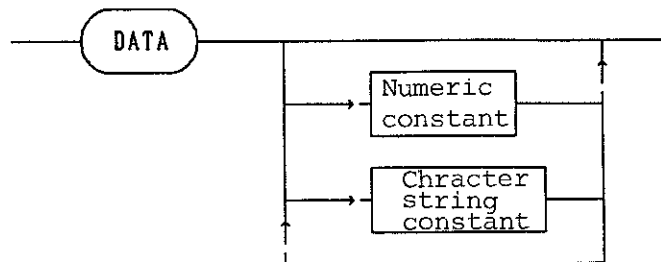 DATA
Numeric
constant
Chracter
string
constant